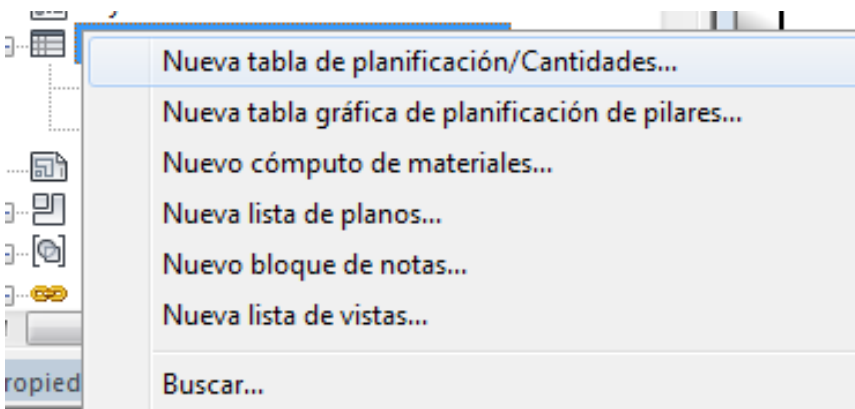 Nueva tabla de planificación/Cantidades...
Nueva tabla gráfica de planificación de pilares...
Nuevo cómputo de materiales...
Nueva lista de planos...
Nuevo bloque de notas...
Nueva lista de vistas...
Buscar...
ropied